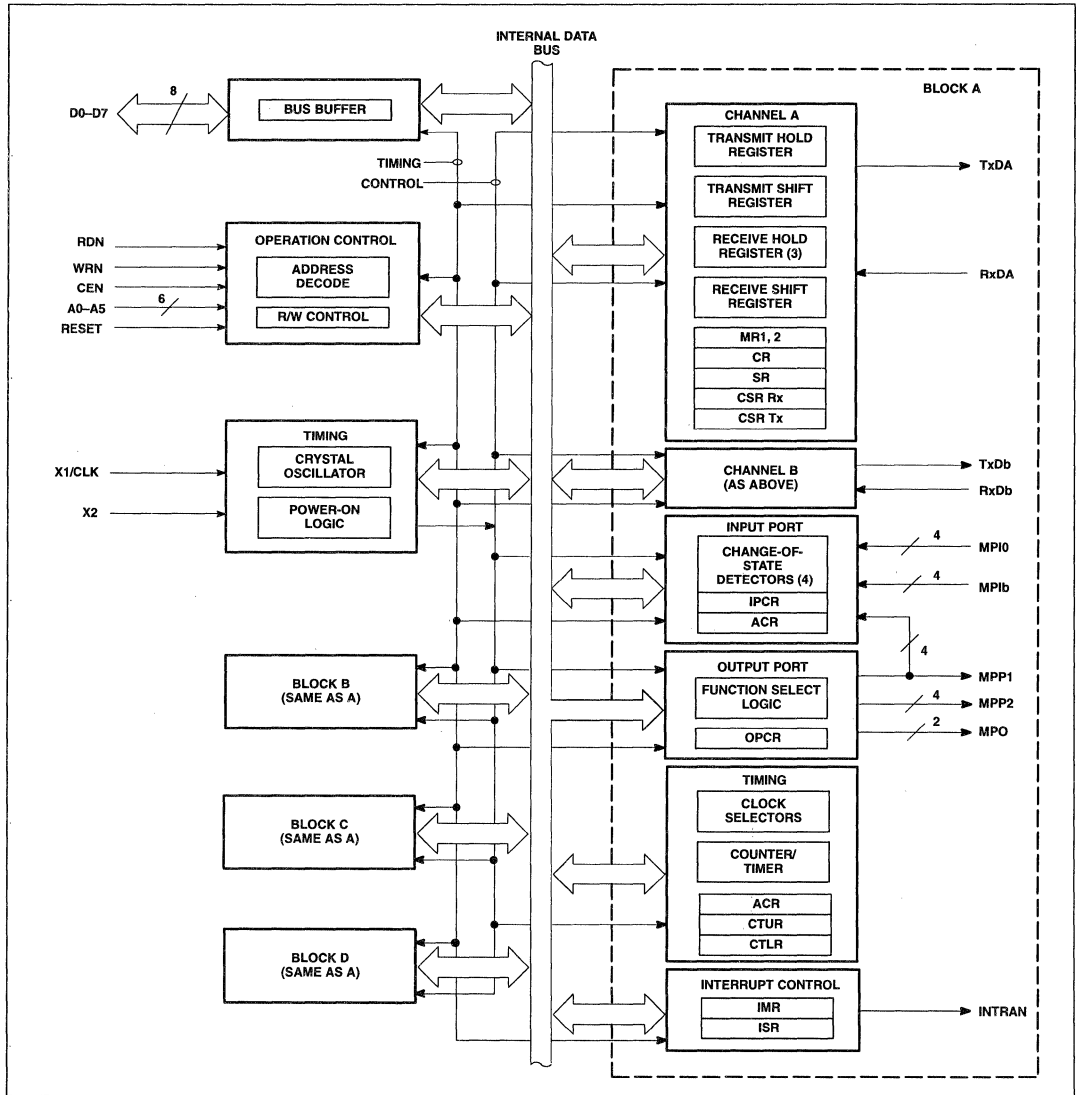 INTERNAL DATA
BUS
D0–D7
8
BUS BUFFER
TIMING
CONTROL
RDN
WRN
CEN
A0–A5
6
RESET
OPERATION CONTROL
ADDRESS
DECODE
R/W CONTROL
X1/CLK
X2
TIMING
CRYSTAL
OSCILLATOR
POWER-ON
LOGIC
BLOCK B
(SAME AS A)
BLOCK C
(SAME AS A)
BLOCK D
(SAME AS A)
BLOCK A
CHANNEL A
TRANSMIT HOLD
REGISTER
TRANSMIT SHIFT
REGISTER
RECEIVE HOLD
REGISTER (3)
RECEIVE SHIFT
REGISTER
MR1, 2
CR
SR
CSR Rx
CSR Tx
TxDA
RxDA
CHANNEL B
(AS ABOVE)
TxDb
RxDb
INPUT PORT
CHANGE-OF-
STATE
DETECTORS (4)
IPCR
ACR
4
MPI0
4
MPIb
4
OUTPUT PORT
FUNCTION SELECT
LOGIC
OPCR
MPP1
4
MPP2
2
MPO
TIMING
CLOCK
SELECTORS
COUNTER/
TIMER
ACR
CTUR
CTLR
INTERRUPT CONTROL
IMR
ISR
INTRAN